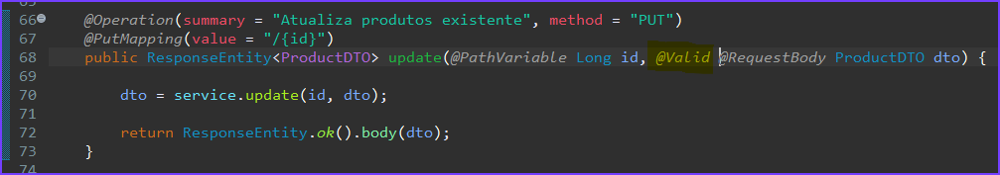 66 @Operation(summary = "Atualiza produtos existente", method = "PUT")
67 @PutMapping(value = "/{id}")
68 public ResponseEntity<ProductDTO> update(@PathVariable Long id, @Valid @RequestBody ProductDTO dto) {
69
70 dto = service.update(id, dto);
71
72 return ResponseEntity.ok().body(dto);
73 }
74